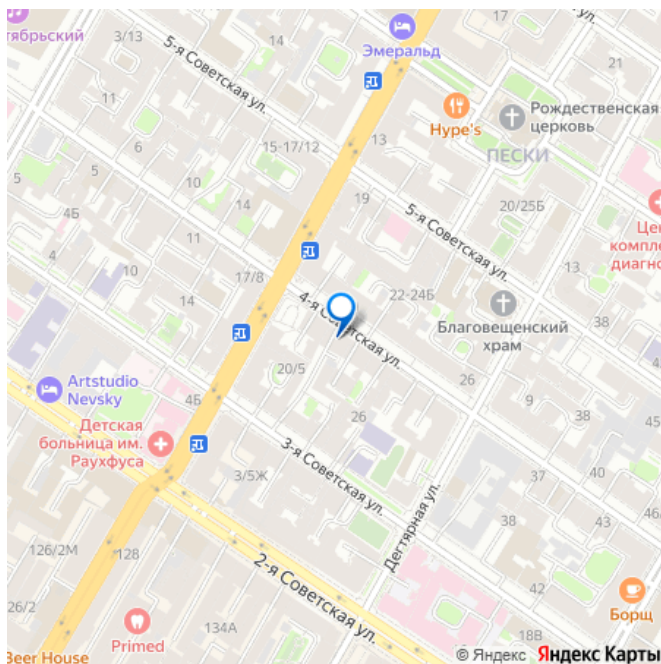 тябрьский
3/13
5-я Советская ул.
17
Эмеральд
21
11
Hype's
Рождественская
церковь
13
ПЕСКИ
5
6
15-17/12
10
19
20/25Б
5-я Советская ул.
4Б
14
Цен
компле
диагно
11
4
10
17/8
13
22-24Б
14
4-я Советская ул.
Благовещенский
храм
38
Artstudio
Nevsky
20/5
26
4Б
9
38
45
Детская
больница им.
Раухфуса
26
3-я Советская ул.
37
40
3/5Ж
Дегтярная ул.
38
43
46/
126/2М
128
2-я Советская ул.
42
26/2
Primed
134А
18В
Борщ
Beer House
© Яндекс Яндекс Карты